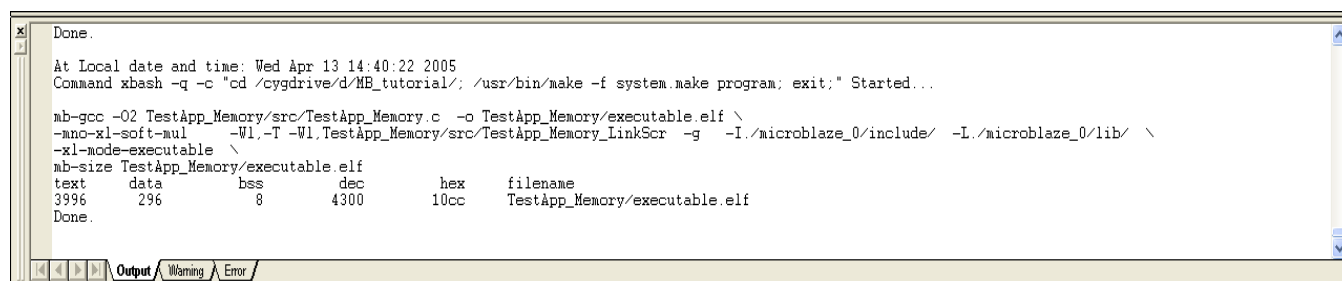 Done.
At Local date and time: Wed Apr 13 14:40:22 2005
Command xbash -q -c "cd /cygdrive/d/MB_tutorial/; /usr/bin/make -f system.make program; exit;" Started...
mb-gcc -O2 TestApp_Memory/src/TestApp_Memory.c -o TestApp_Memory/executable.elf \
-mno-xl-soft-mul -Wl,-T -Wl,TestApp_Memory/src/TestApp_Memory_LinkScr -g -I./microblaze_0/include/ -L./microblaze_0/lib/ \
-xl-mode-executable \
mb-size TestApp_Memory/executable.elf
text data bss dec hex filename
3996 296 8 4300 10cc TestApp_Memory/executable.elf
Done.
Output Warning Error